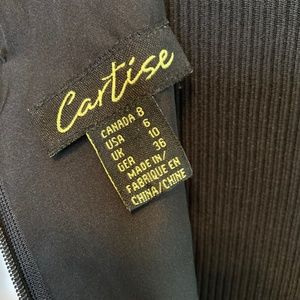 Cartise
CANADA 8
USA 6
UK 10
GER 36
MADE IN/
FABRIQUE EN
CHINA/CHINE